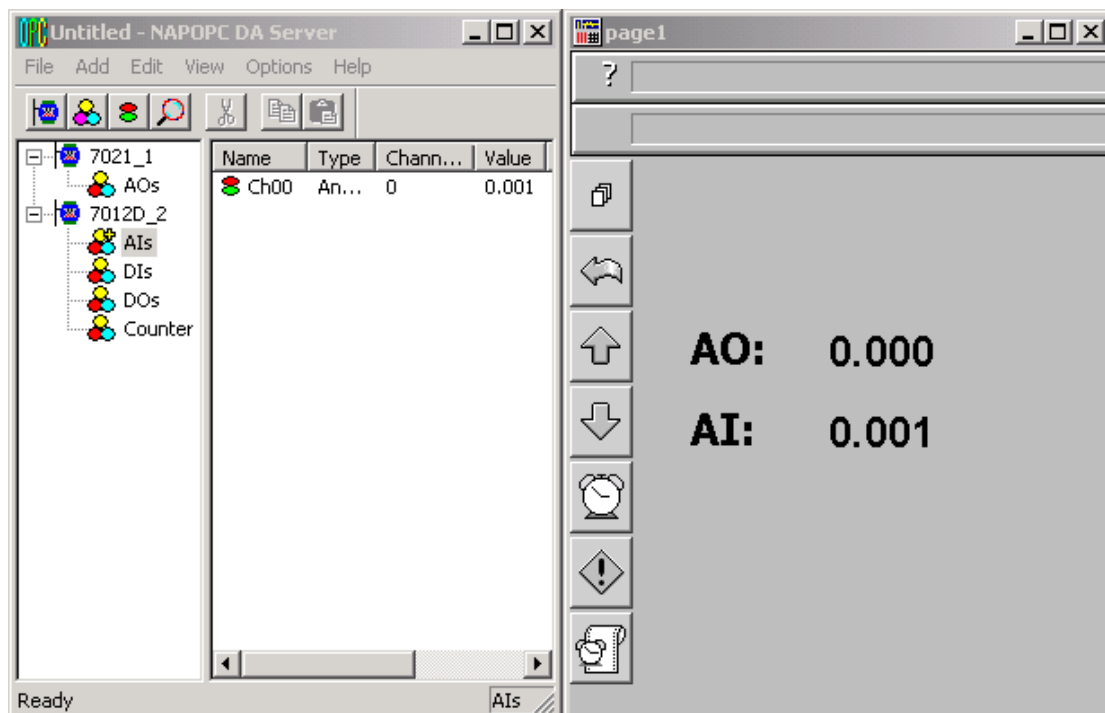 Untitled - NAPOPC DA Server
File Add Edit View Options Help
7021_1
AOs
7012D_2
AIs
DIs
DOs
Counter
Name Type Chann... Value
Ch00 An... 0 0.001
Ready AIs
page1
?
AO: 0.000
AI: 0.001